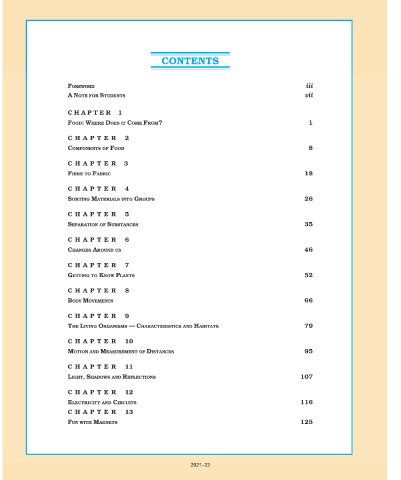 CONTENTS
FOREWORD iii
A NOTE FOR STUDENTS vii
CHAPTER 1
FOOD: WHERE DOES IT COME FROM? 1
CHAPTER 2
COMPONENTS OF FOOD 8
CHAPTER 3
FIBRE TO FABRIC 18
CHAPTER 4
SORTING MATERIALS INTO GROUPS 26
CHAPTER 5
SEPARATION OF SUBSTANCES 35
CHAPTER 6
CHANGES AROUND US 46
CHAPTER 7
GETTING TO KNOW PLANTS 52
CHAPTER 8
BODY MOVEMENTS 66
CHAPTER 9
THE LIVING ORGANISMS — CHARACTERISTICS AND HABITATS 79
CHAPTER 10
MOTION AND MEASUREMENT OF DISTANCES 95
CHAPTER 11
LIGHT, SHADOWS AND REFLECTIONS 107
CHAPTER 12
ELECTRICITY AND CIRCUITS 116
CHAPTER 13
FUN WITH MAGNETS 125
2021–22